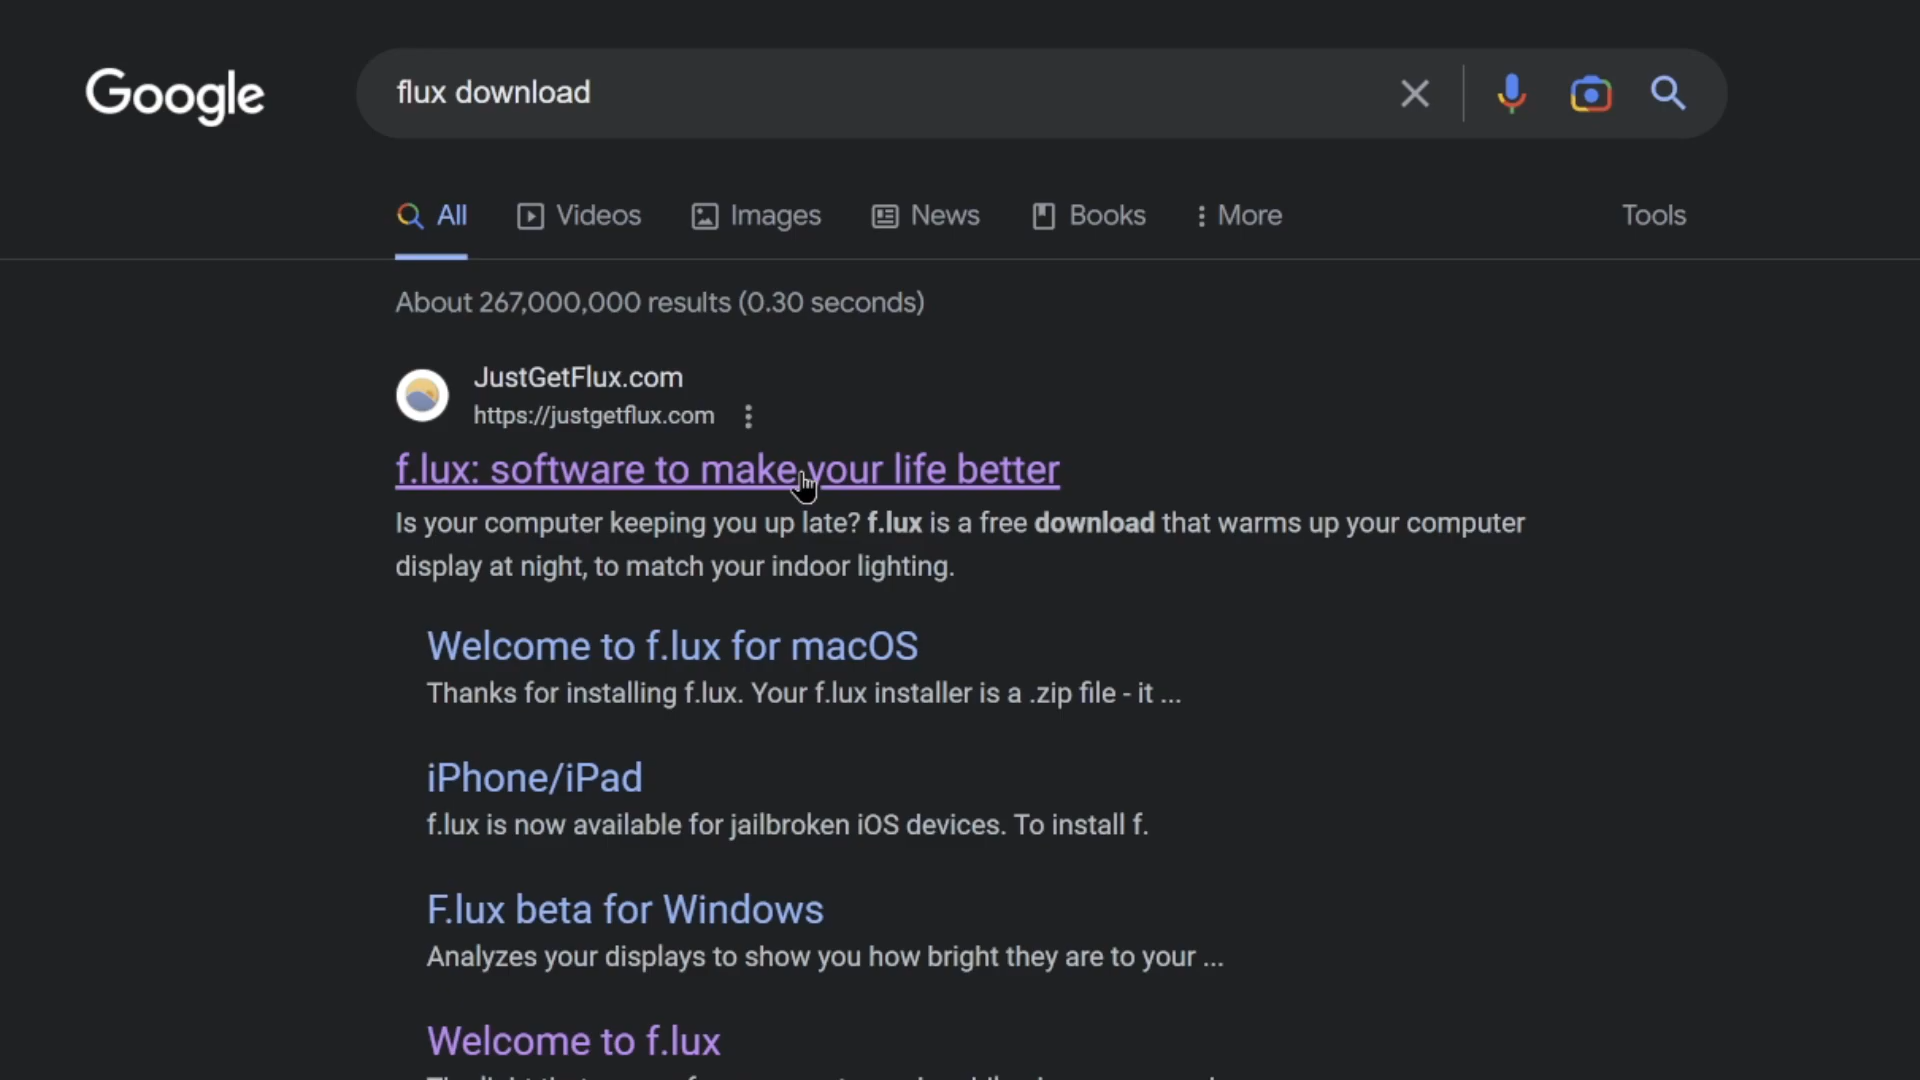 Google
flux download
All
Videos
Images
News
Books
More
Tools
About 267,000,000 results (0.30 seconds)
JustGetFlux.com
https://justgetflux.com
f.lux: software to make your life better
Is your computer keeping you up late? f.lux is a free download that warms up your computer
display at night, to match your indoor lighting.
Welcome to f.lux for macOS
Thanks for installing f.lux. Your f.lux installer is a .zip file - it ...
iPhone/iPad
f.lux is now available for jailbroken iOS devices. To install f.
F.lux beta for Windows
Analyzes your displays to show you how bright they are to your ...
Welcome to f.lux